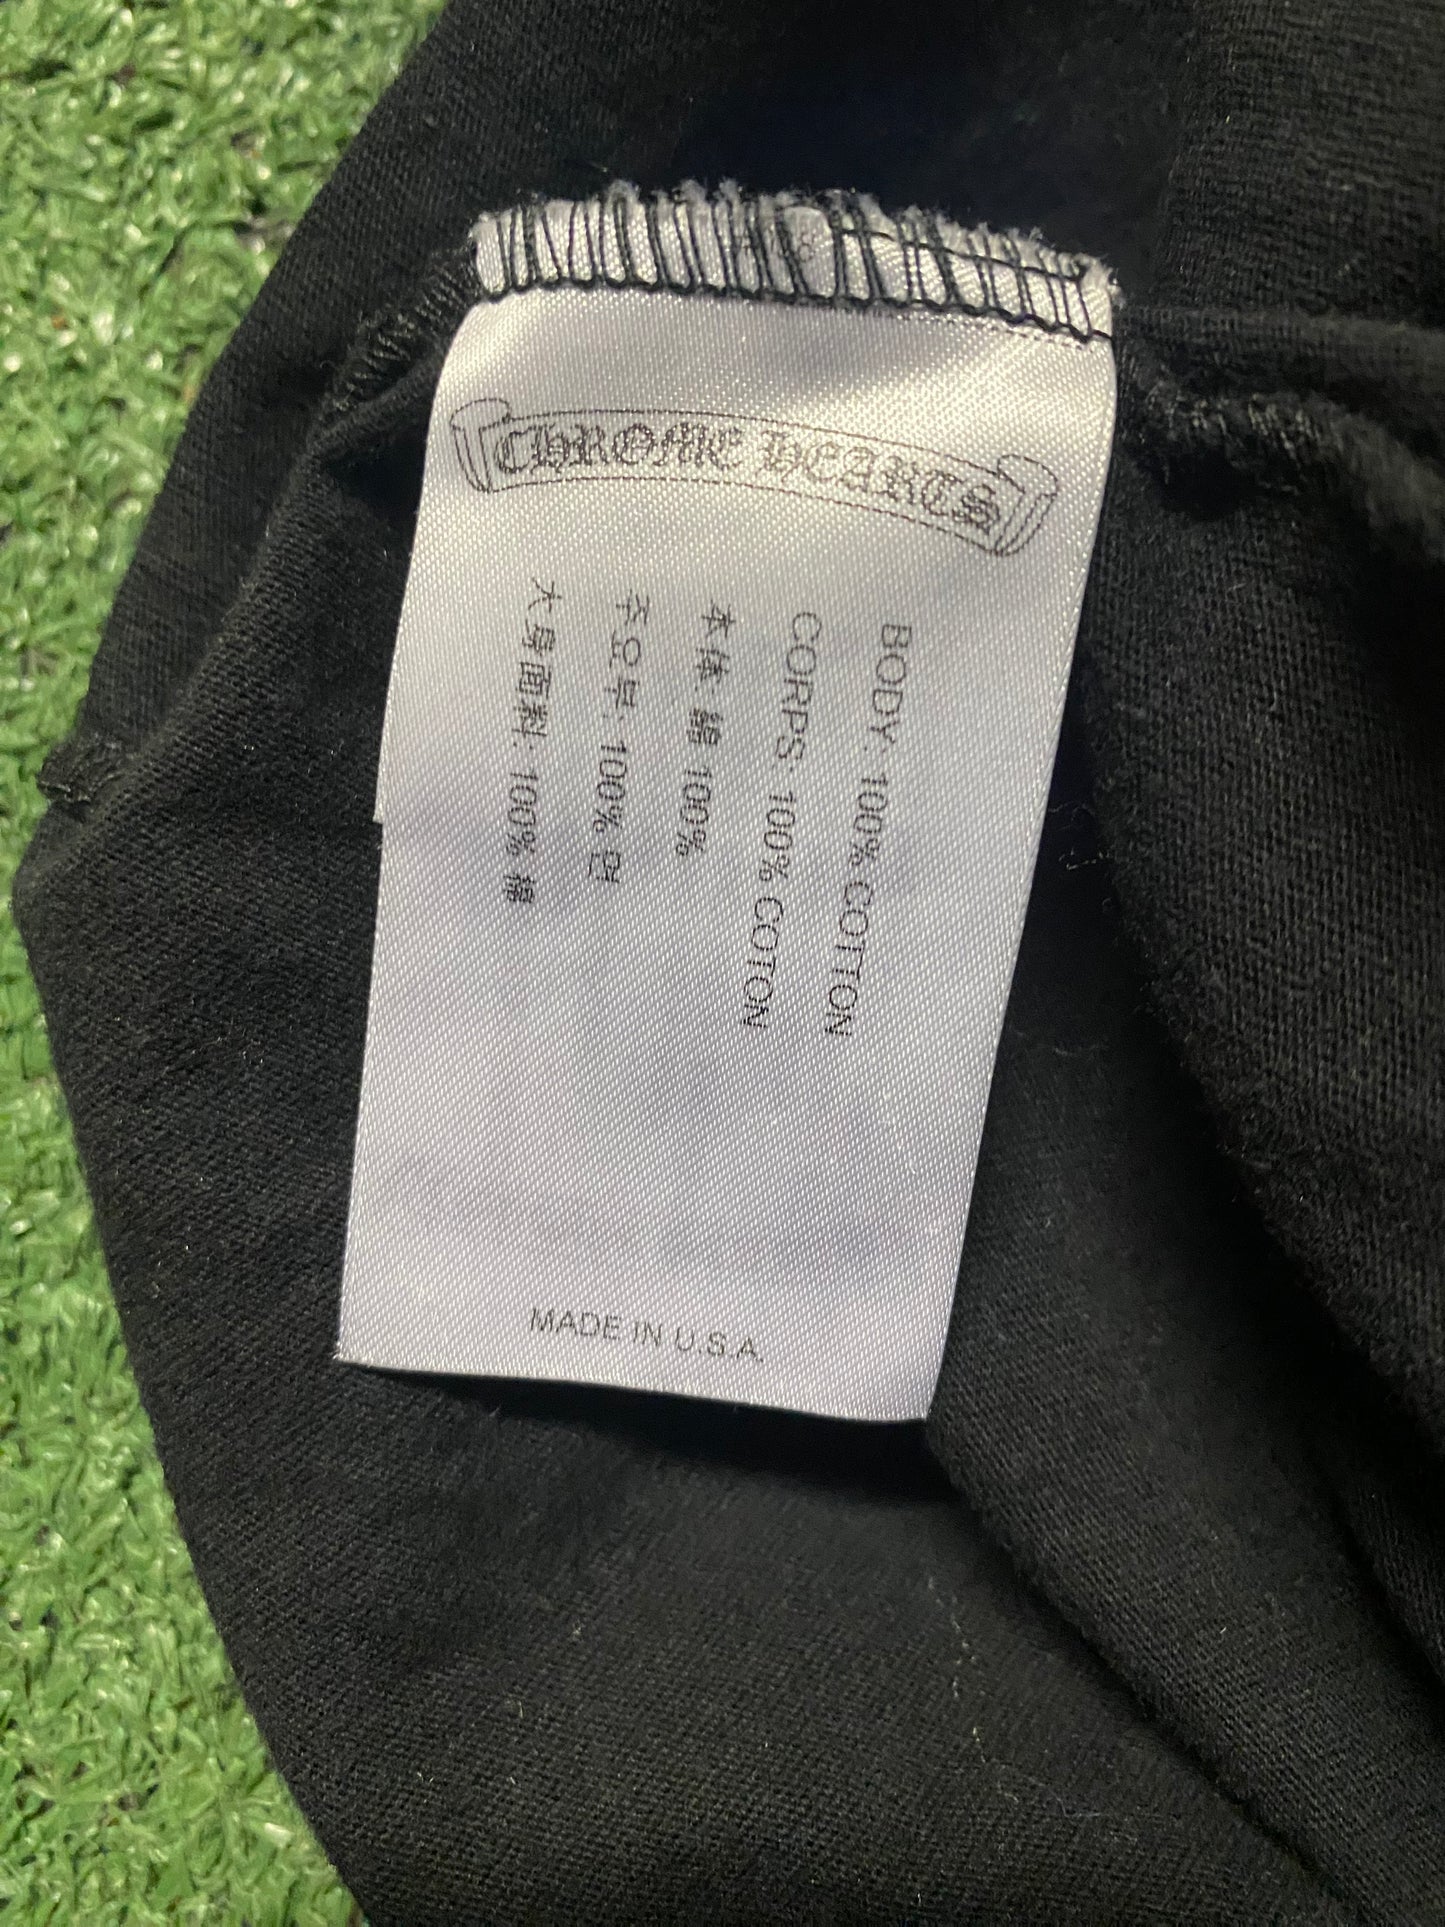 CHROME HEARTS
BODY: 100% COTTON
CORPS: 100% COTTON
本体: 綿 100%
주요부: 100% 면
大身面料: 100% 棉
MADE IN U.S.A.